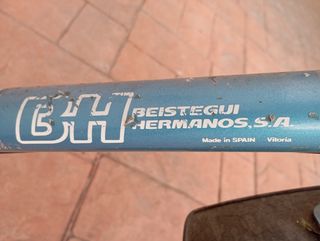 BH
BEISTEGUI
HERMANOS, S.A.
Made in SPAIN Vitoria